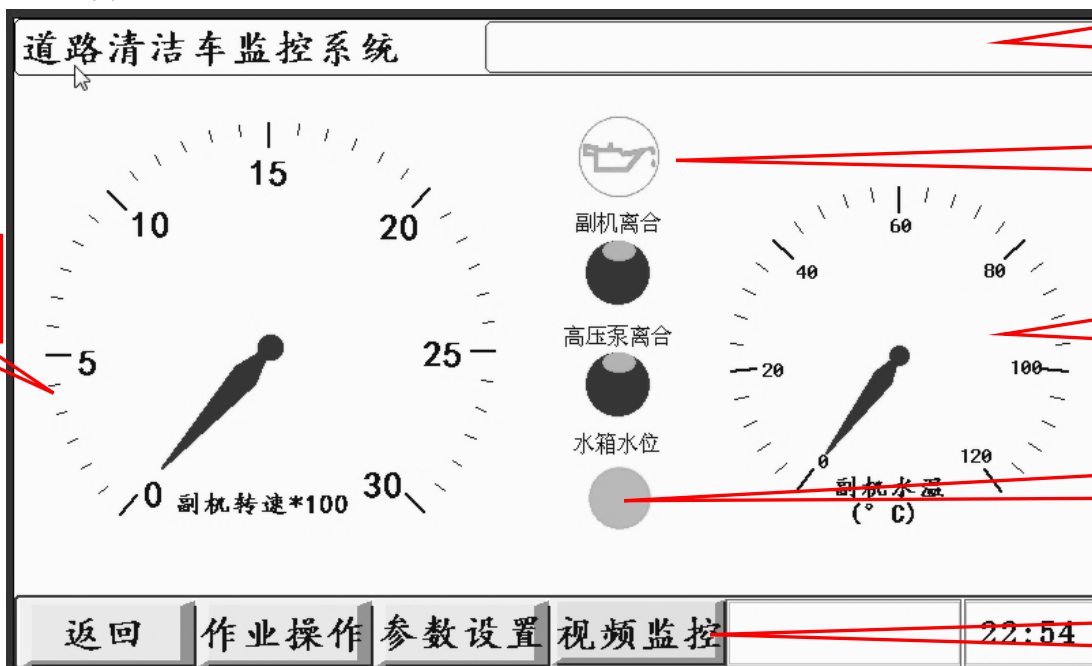 道路清洁车监控系统
15
10
20
5
25
0
30
副机转速*100
副机离合
高压泵离合
水箱水位
60
40
80
20
100
0
120
副机水温
(° C)
返回
作业操作
参数设置
视频监控
22:54